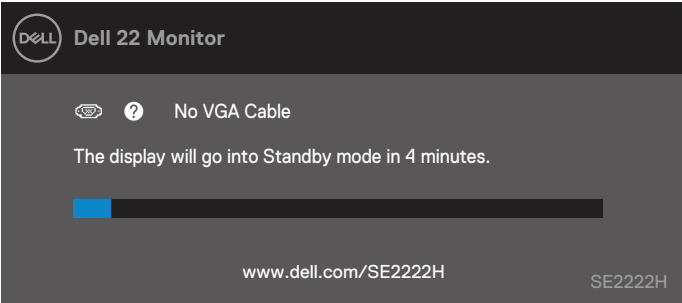 DELL Dell 22 Monitor
? No VGA Cable
The display will go into Standby mode in 4 minutes.
www.dell.com/SE2222H
SE2222H